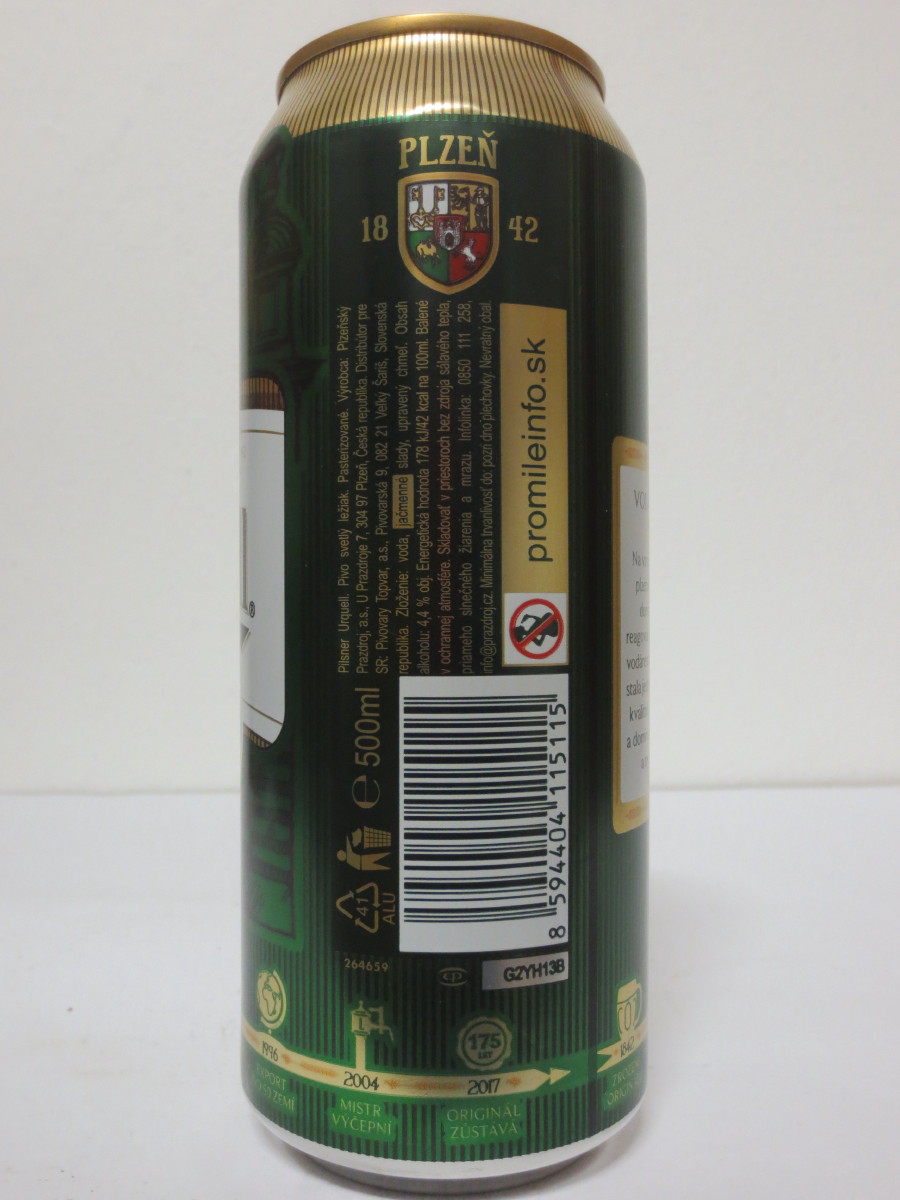 PLZEŇ
18 42
Pilsner Urquell. Pivo svetlý ležiak. Pasterizované. Výrobca: Plzeňský
Prazdroj, a.s., U Prazdroje 7, 304 97 Plzeň, Česká republika. Distribútor pre
SR: Pivovary Topvar, a.s., Pivovarská 9, 082 21 Veľký Šariš, Slovenská
republika. Zloženie: voda, jačmenné slady, upravený chmeľ. Obsah
alkoholu: 4,4 % obj. Energetická hodnota 178 kJ/42 kcal na 100ml. Balené
v ochrannej atmosfére. Skladovať v priestoroch bez zdroja sálavého tepla,
priameho slnečného žiarenia a mrazu. Infolinka: 0850 111 258,
info@prazdroj.cz. Minimálna trvanlivosť do: pozri dno plechovky. Nevratný obal.
promileinfo.sk
e 500ml
41
ALU
8 594404 115115
264659
G2YH13B
1996
EXPORT
2004
MISTR
VÝČEPNÍ
175
LET
2017
ORIGINÁL
ZŮSTÁVÁ
1842